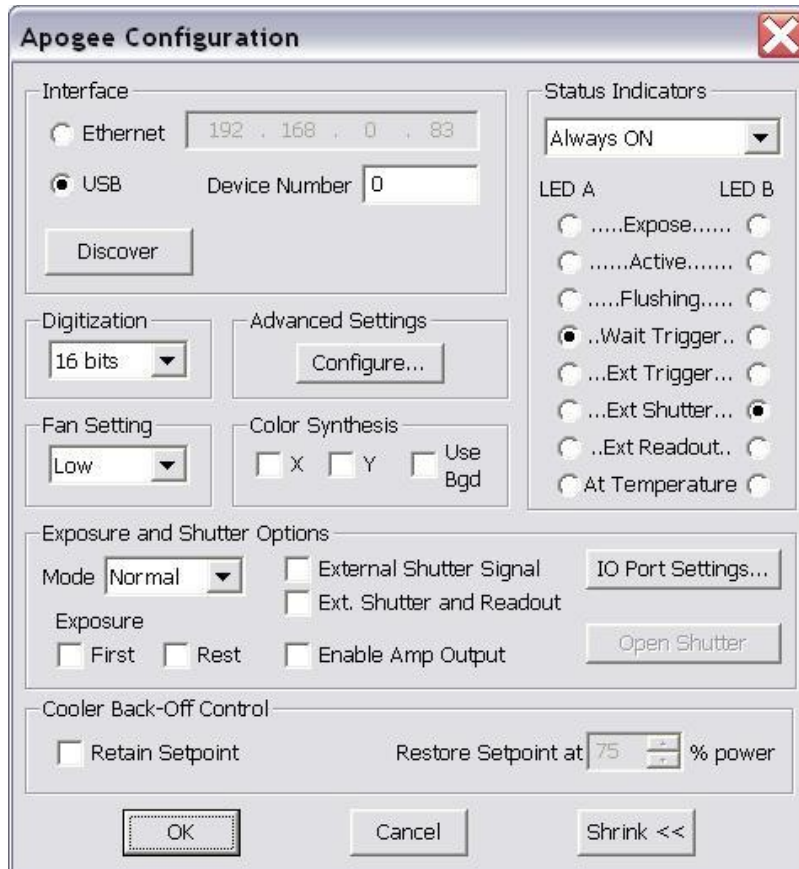 Apogee Configuration
Interface
Ethernet 192 . 168 . 0 . 83
USB Device Number 0
Discover
Status Indicators
Always ON
LED A LED B
.....Expose......
......Active.......
.....Flushing.....
..Wait Trigger..
...Ext Trigger...
...Ext Shutter...
..Ext Readout..
At Temperature
Digitization
16 bits
Advanced Settings
Configure...
Fan Setting
Low
Color Synthesis
X Y Use Bgd
Exposure and Shutter Options
Mode Normal
External Shutter Signal
Ext. Shutter and Readout
IO Port Settings...
Exposure
First Rest
Enable Amp Output
Open Shutter
Cooler Back-Off Control
Retain Setpoint Restore Setpoint at 75 % power
OK Cancel Shrink <<